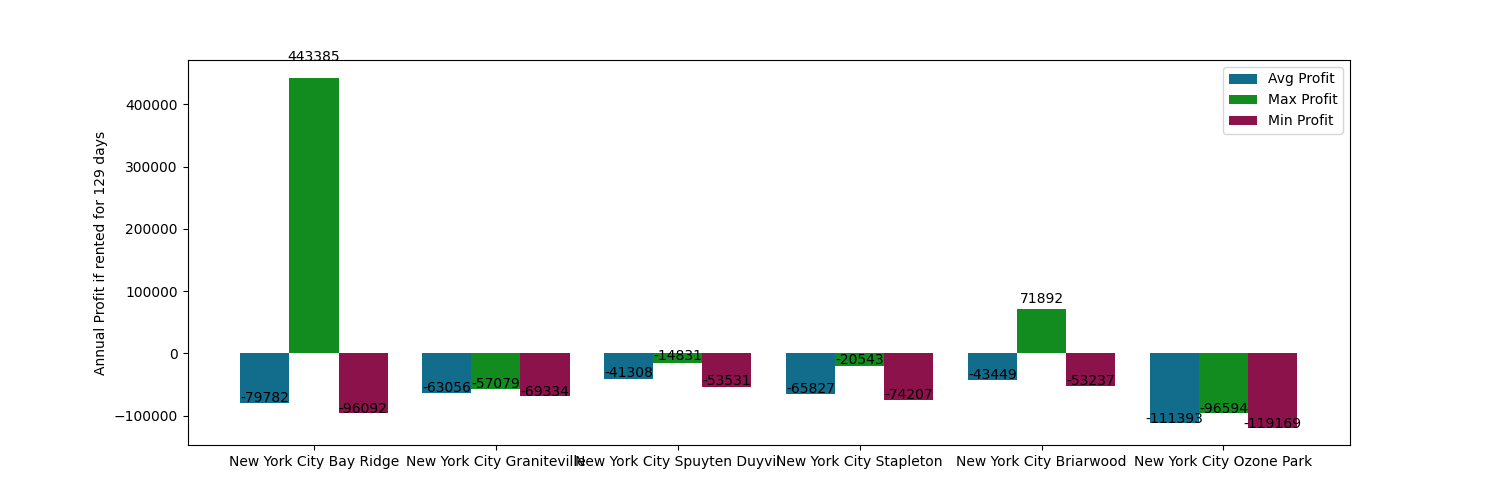 443385
Avg Profit
Max Profit
Min Profit
400000
300000
200000
100000
0
−100000
Annual Profit if rented for 129 days
71892
-14831
-20543
-79782
-96092
-63056
-57079
-69334
-41308
-53531
-65827
-74207
-43449
-53237
-111393
-96594
-119169
New York City Bay Ridge
New York City Graniteville
New York City Spuyten Duyvil
New York City Stapleton
New York City Briarwood
New York City Ozone Park